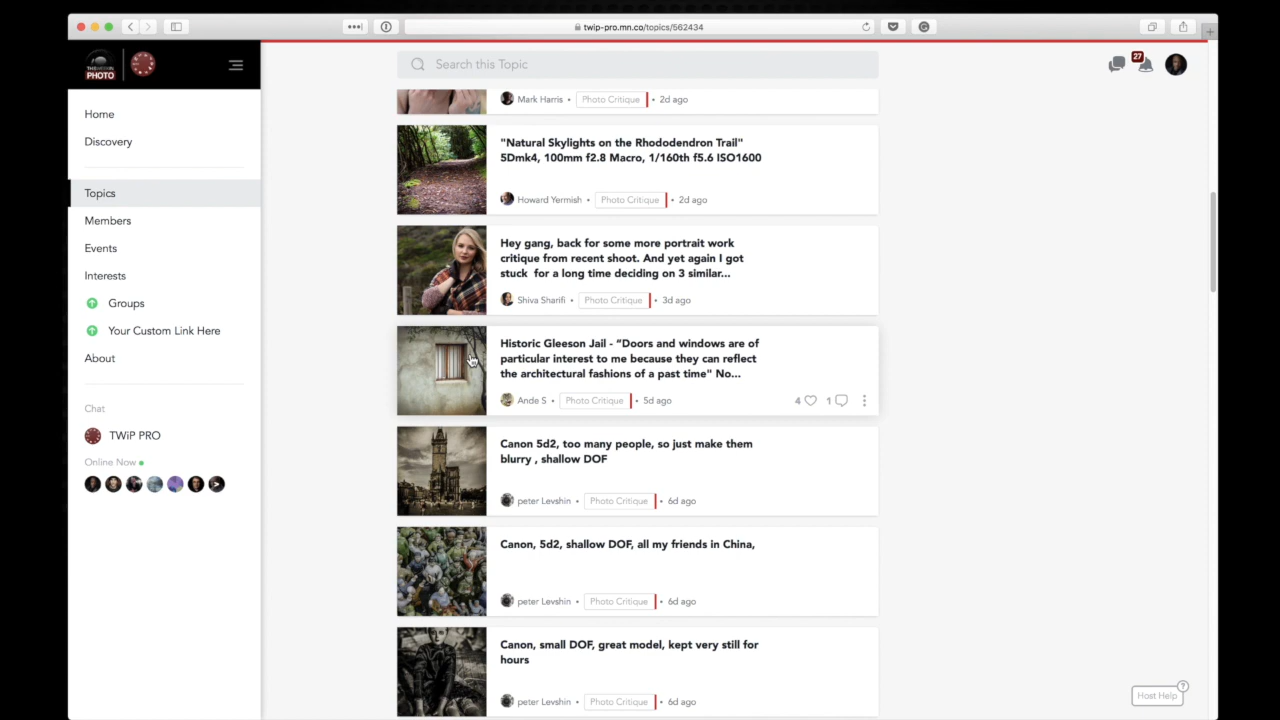 twip-pro.mn.co/topics/562434
THIS WEEK IN
PHOTO
Search this Topic
27
Home
Discovery
Topics
Members
Events
Interests
Groups
Your Custom Link Here
About
Chat
TWiP PRO
Online Now
Mark Harris • Photo Critique • 2d ago
"Natural Skylights on the Rhododendron Trail"
5Dmk4, 100mm f2.8 Macro, 1/160th f5.6 ISO1600
Howard Yermish • Photo Critique • 2d ago
Hey gang, back for some more portrait work
critique from recent shoot. And yet again I got
stuck for a long time deciding on 3 similar...
Shiva Sharifi • Photo Critique • 3d ago
Historic Gleeson Jail - “Doors and windows are of
particular interest to me because they can reflect
the architectural fashions of a past time" No...
Ande S • Photo Critique • 5d ago 4 1
Canon 5d2, too many people, so just make them
blurry , shallow DOF
peter Levshin • Photo Critique • 6d ago
Canon, 5d2, shallow DOF, all my friends in China,
peter Levshin • Photo Critique • 6d ago
Canon, small DOF, great model, kept very still for
hours
peter Levshin • Photo Critique • 6d ago
Host Help ?